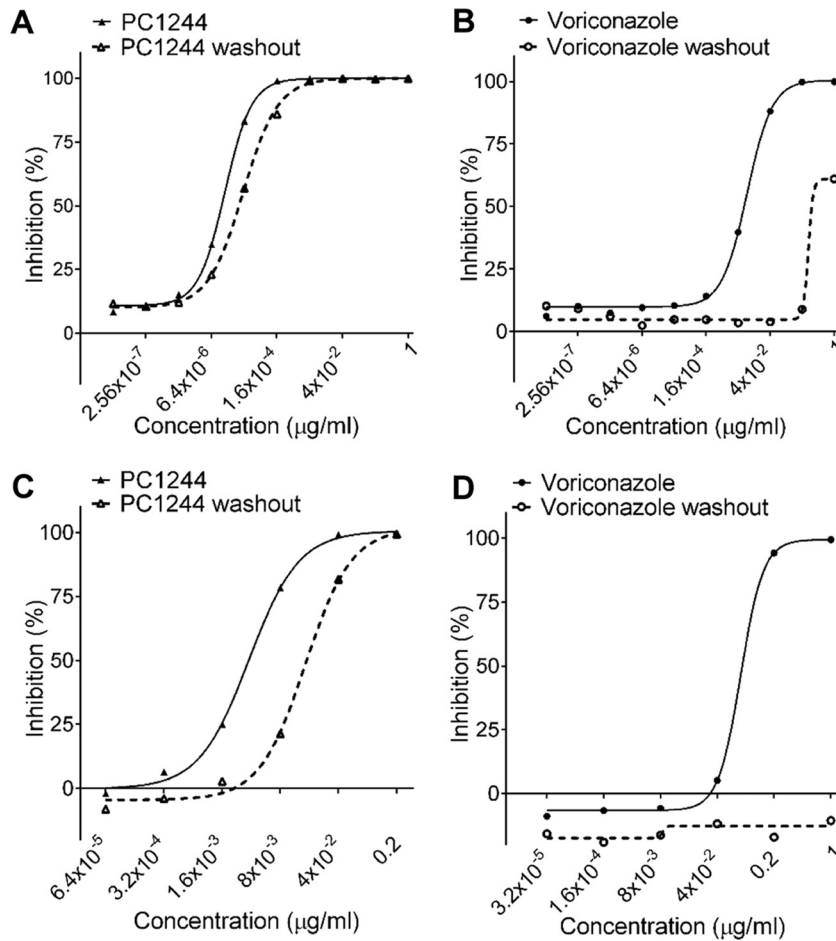 A
PC1244
PC1244 washout
Inhibition (%)
100
75
50
25
0
2.56x10⁻⁷
6.4x10⁻⁶
1.6x10⁻⁴
4x10⁻²
1
Concentration (μg/ml)
B
Voriconazole
Voriconazole washout
Inhibition (%)
100
75
50
25
0
2.56x10⁻⁷
6.4x10⁻⁶
1.6x10⁻⁴
4x10⁻²
1
Concentration (μg/ml)
C
PC1244
PC1244 washout
Inhibition (%)
100
75
50
25
0
6.4x10⁻⁵
3.2x10⁻⁴
1.6x10⁻³
8x10⁻³
4x10⁻²
0.2
Concentration (μg/ml)
D
Voriconazole
Voriconazole washout
Inhibition (%)
100
75
50
25
0
3.2x10⁻⁵
1.6x10⁻⁴
8x10⁻³
4x10⁻²
0.2
1
Concentration (μg/ml)